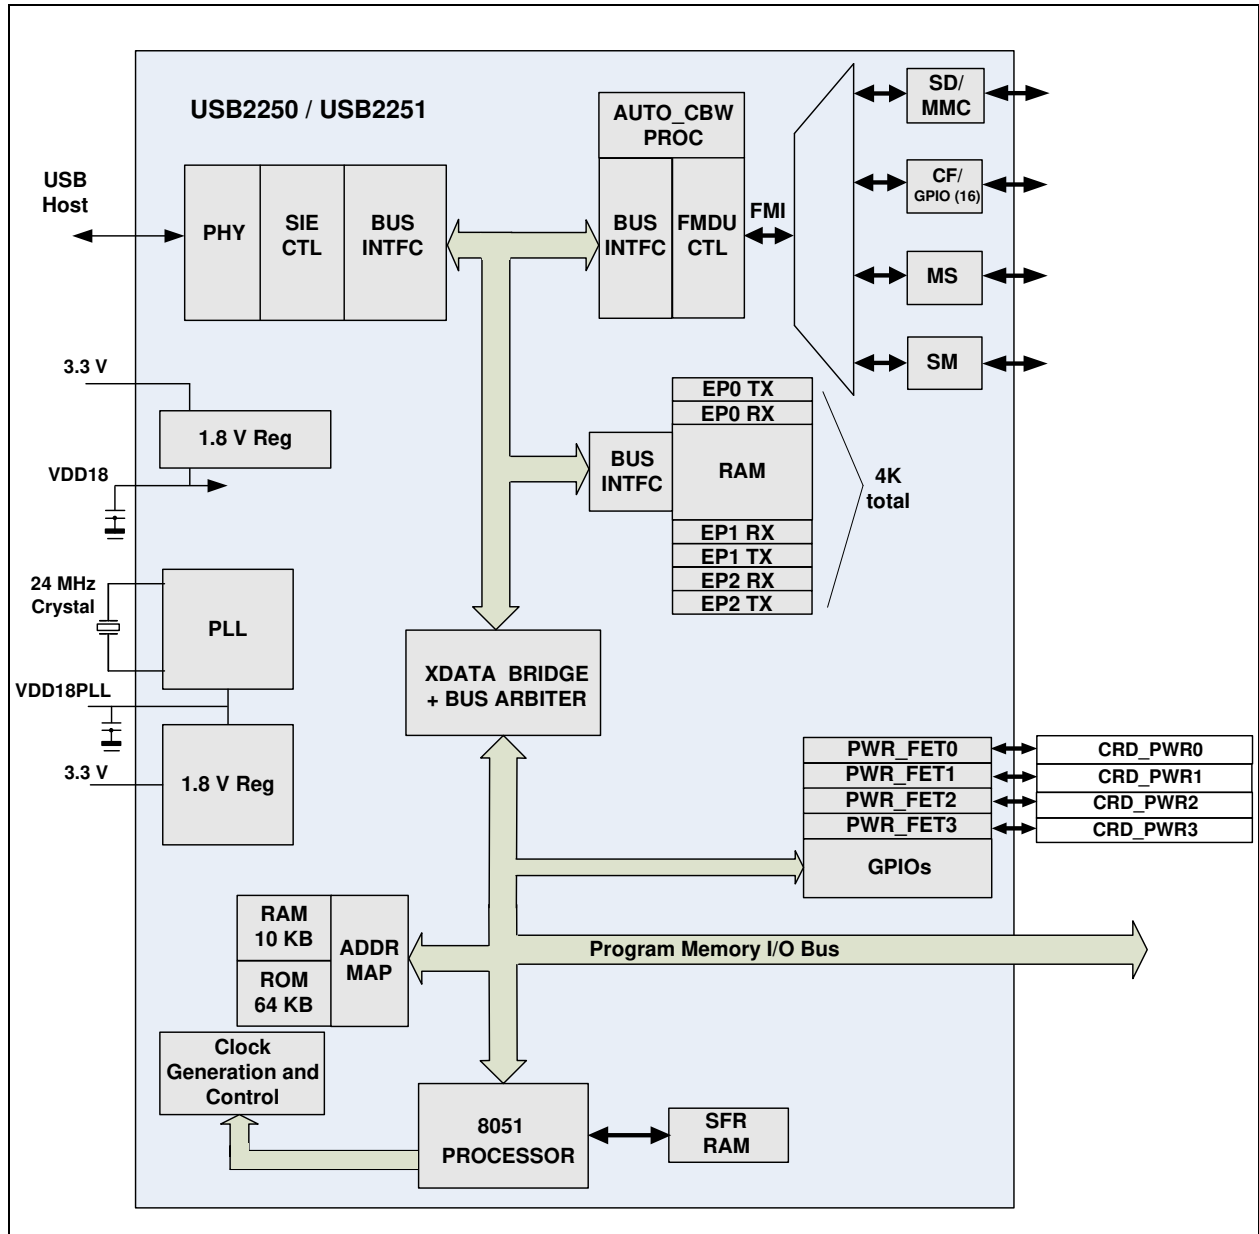 USB2250 / USB2251
USB
Host
PHY
SIE
CTL
BUS
INTFC
AUTO_CBW
PROC
BUS
INTFC
FMDU
CTL
FMI
SD/
MMC
CF/
GPIO (16)
MS
SM
3.3 V
1.8 V Reg
VDD18
EP0 TX
EP0 RX
BUS
INTFC
RAM
EP1 RX
EP1 TX
EP2 RX
EP2 TX
4K
total
24 MHz
Crystal
PLL
VDD18PLL
3.3 V
1.8 V Reg
XDATA BRIDGE
+ BUS ARBITER
PWR_FET0
PWR_FET1
PWR_FET2
PWR_FET3
GPIOs
CRD_PWR0
CRD_PWR1
CRD_PWR2
CRD_PWR3
RAM
10 KB
ROM
64 KB
ADDR
MAP
Program Memory I/O Bus
Clock
Generation and
Control
8051
PROCESSOR
SFR
RAM